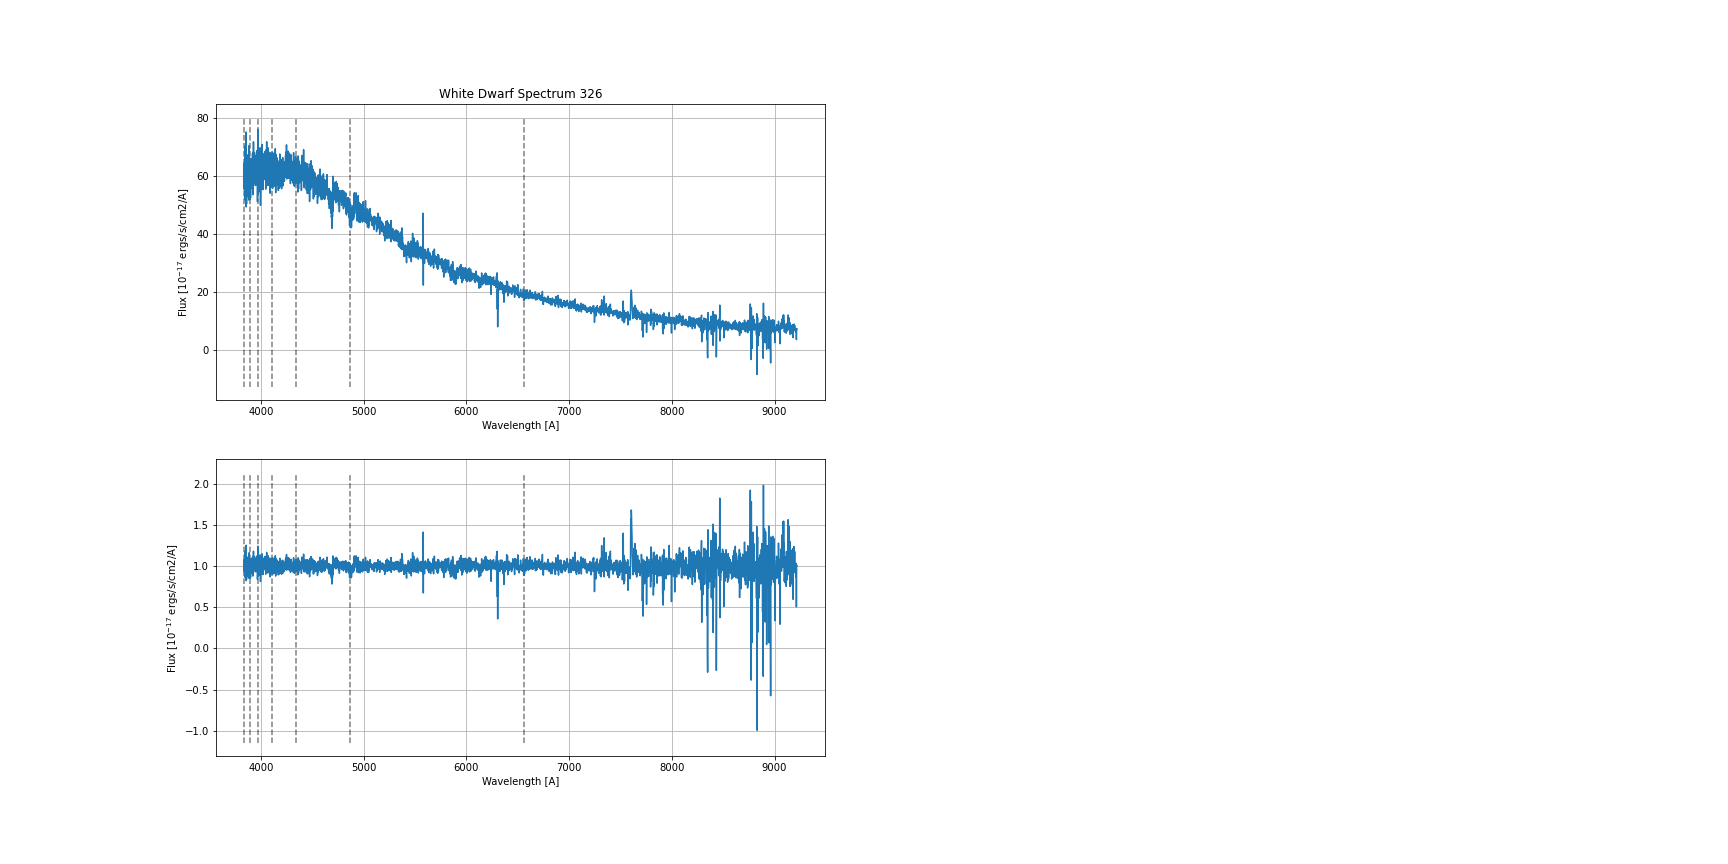 White Dwarf Spectrum 326
80
60
40
20
0
Flux [10⁻¹⁷ ergs/s/cm2/A]
4000 5000 6000 7000 8000 9000
Wavelength [A]
2.0
1.5
1.0
0.5
0.0
−0.5
−1.0
Flux [10⁻¹⁷ ergs/s/cm2/A]
4000 5000 6000 7000 8000 9000
Wavelength [A]